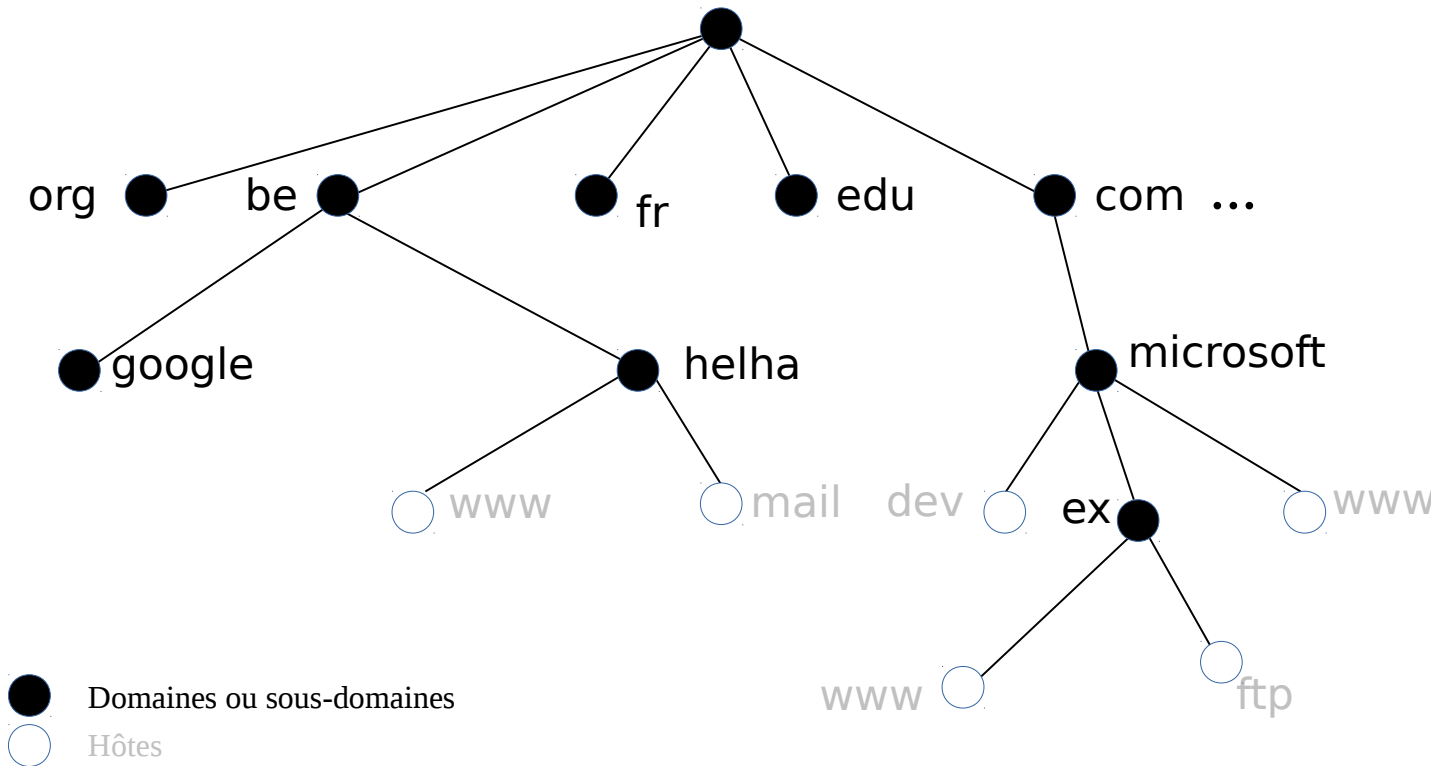 org
be
fr
edu
com ...
google
helha
microsoft
www
mail
dev
ex
www
www
ftp
Domaines ou sous-domaines
Hôtes